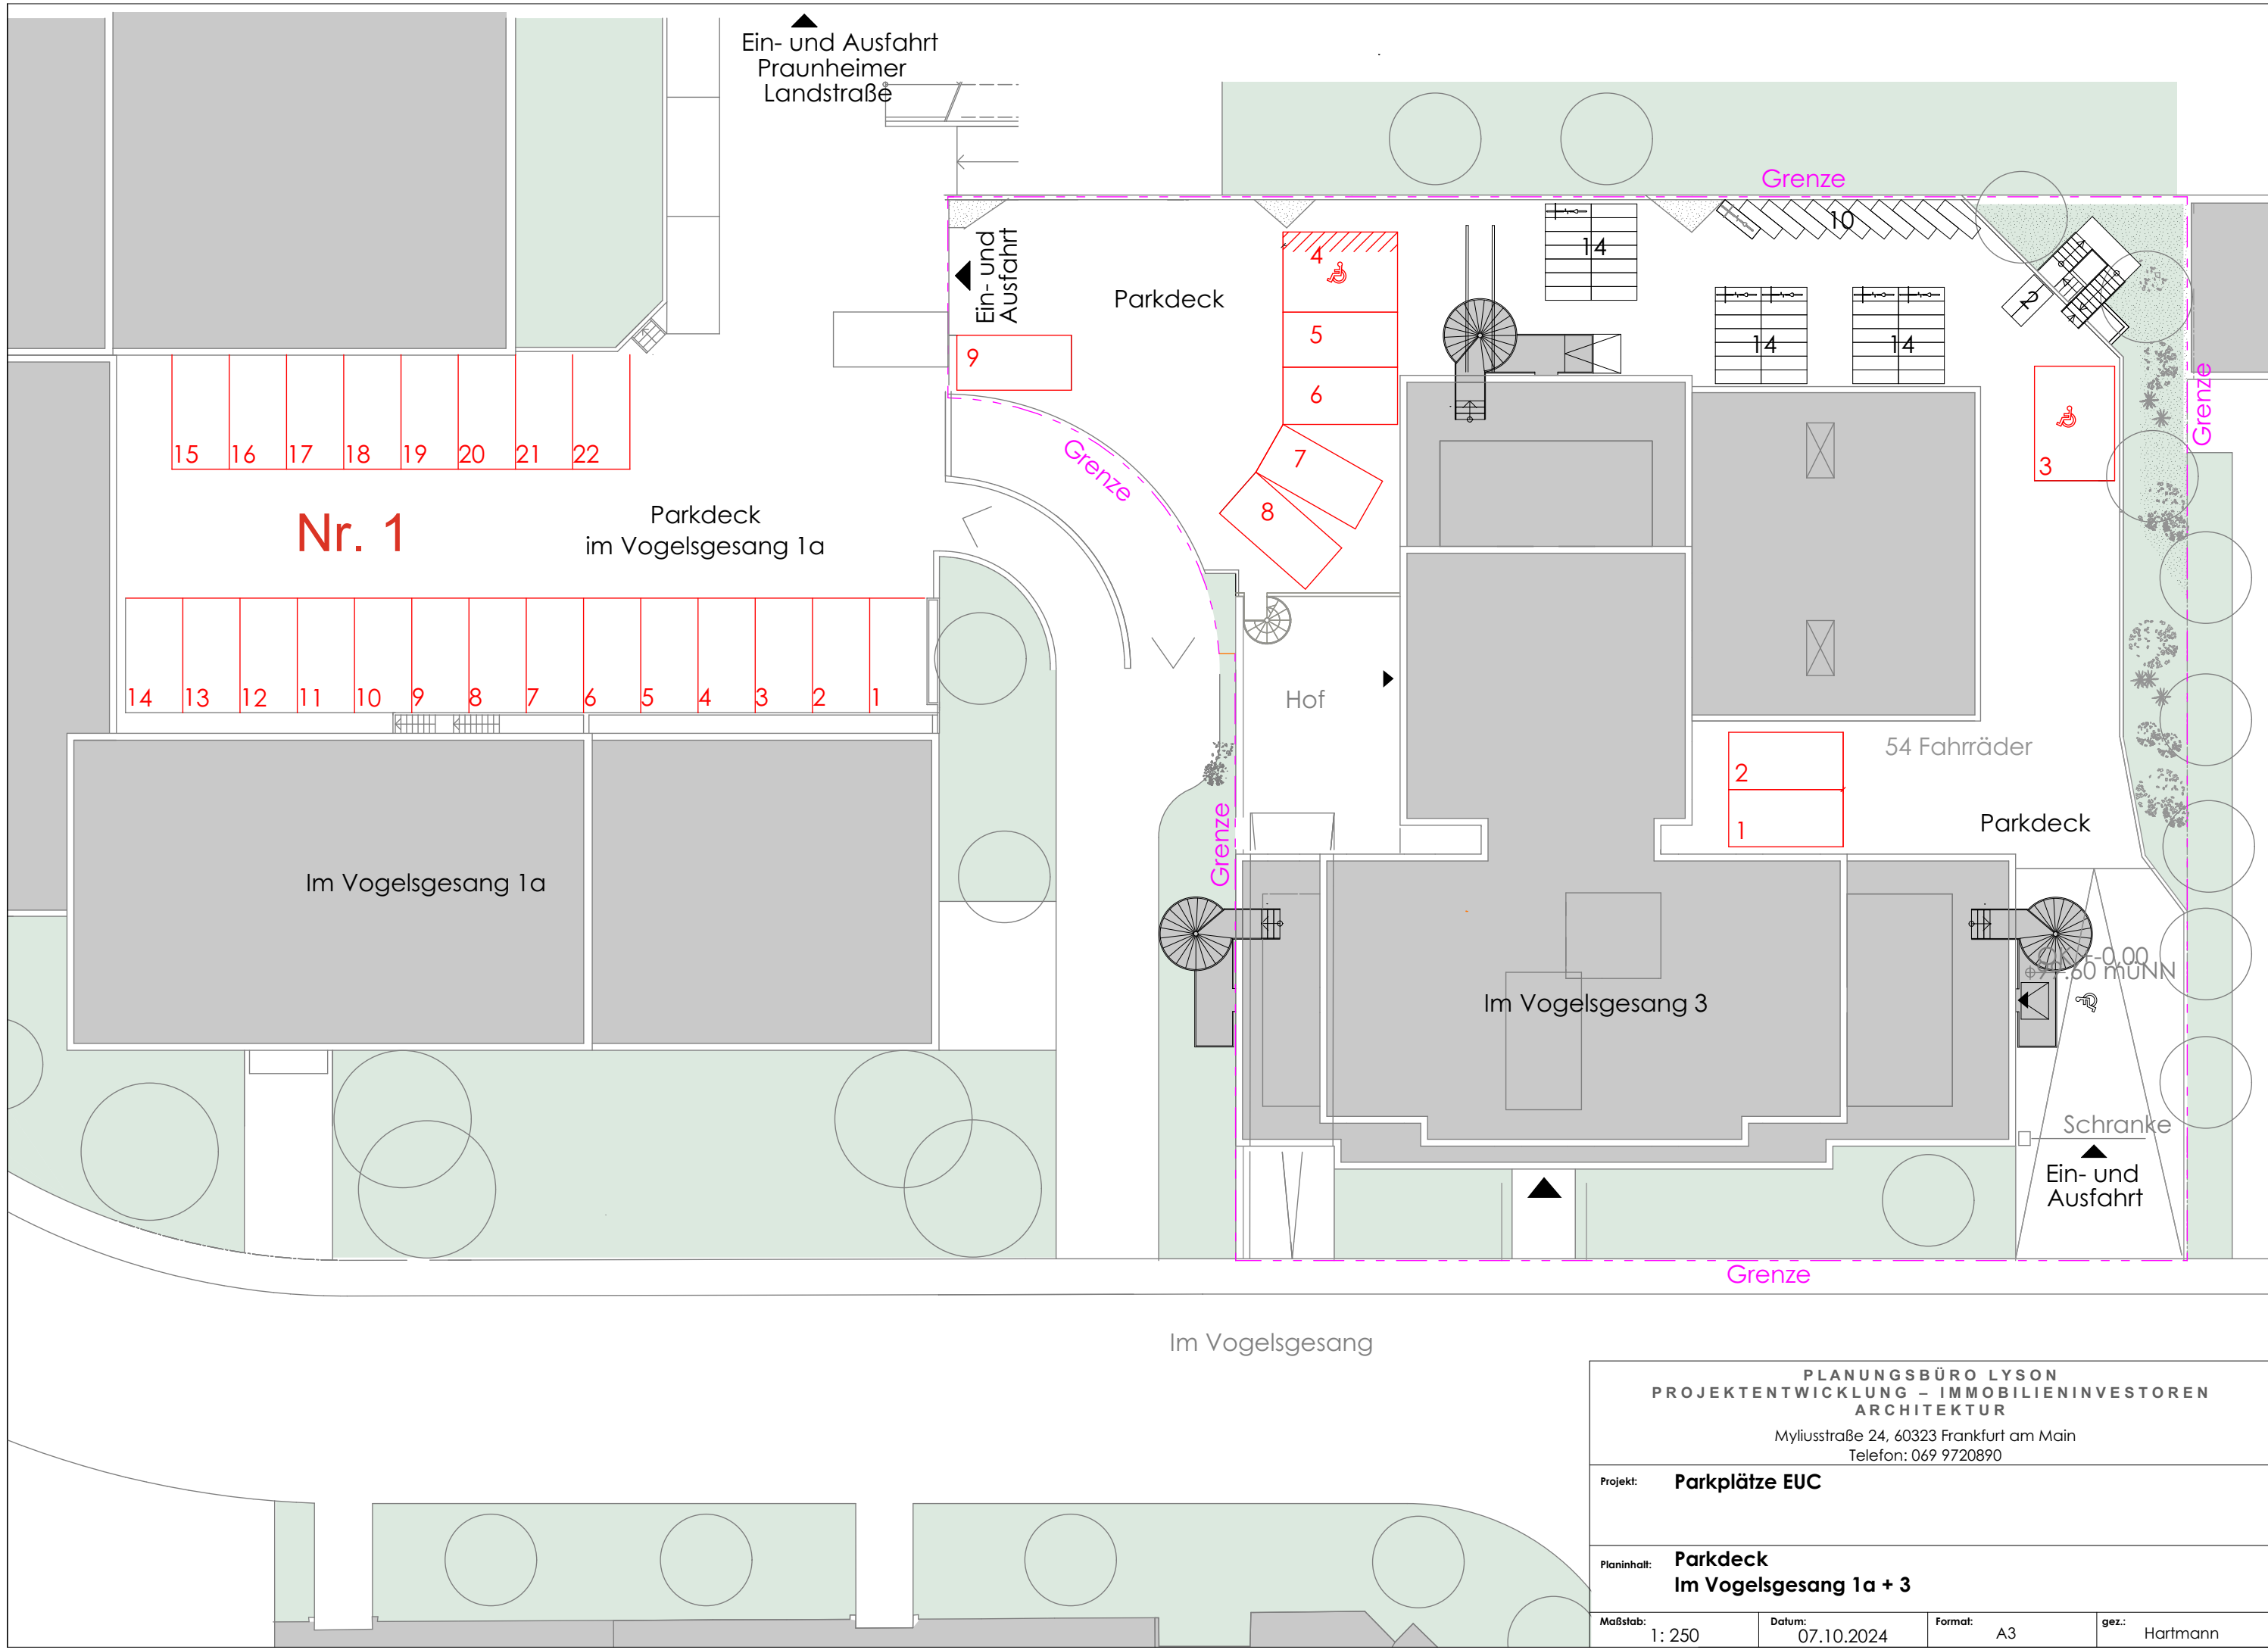 Ein- und Ausfahrt
Praunheimer
Landstraße
Grenze
Ein- und
Ausfahrt
Parkdeck
4
5
6
7
8
9
14
10
14
14
2
3
Grenze
Grenze
15 16 17 18 19 20 21 22
Nr. 1
Parkdeck
im Vogelsgesang 1a
14 13 12 11 10 9 8 7 6 5 4 3 2 1
Hof
2
1
54 Fahrräder
Parkdeck
Grenze
Im Vogelsgesang 1a
Im Vogelsgesang 3
-0.00
.60 müNN
Schranke
Ein- und
Ausfahrt
Grenze
Im Vogelsgesang
PLANUNGSBÜRO LYSON
PROJEKTENTWICKLUNG – IMMOBILIENINVESTOREN
ARCHITEKTUR
Myliusstraße 24, 60323 Frankfurt am Main
Telefon: 069 9720890
Projekt: Parkplätze EUC
Planinhalt: Parkdeck
Im Vogelsgesang 1a + 3
Maßstab: 1: 250
Datum: 07.10.2024
Format: A3
gez.: Hartmann